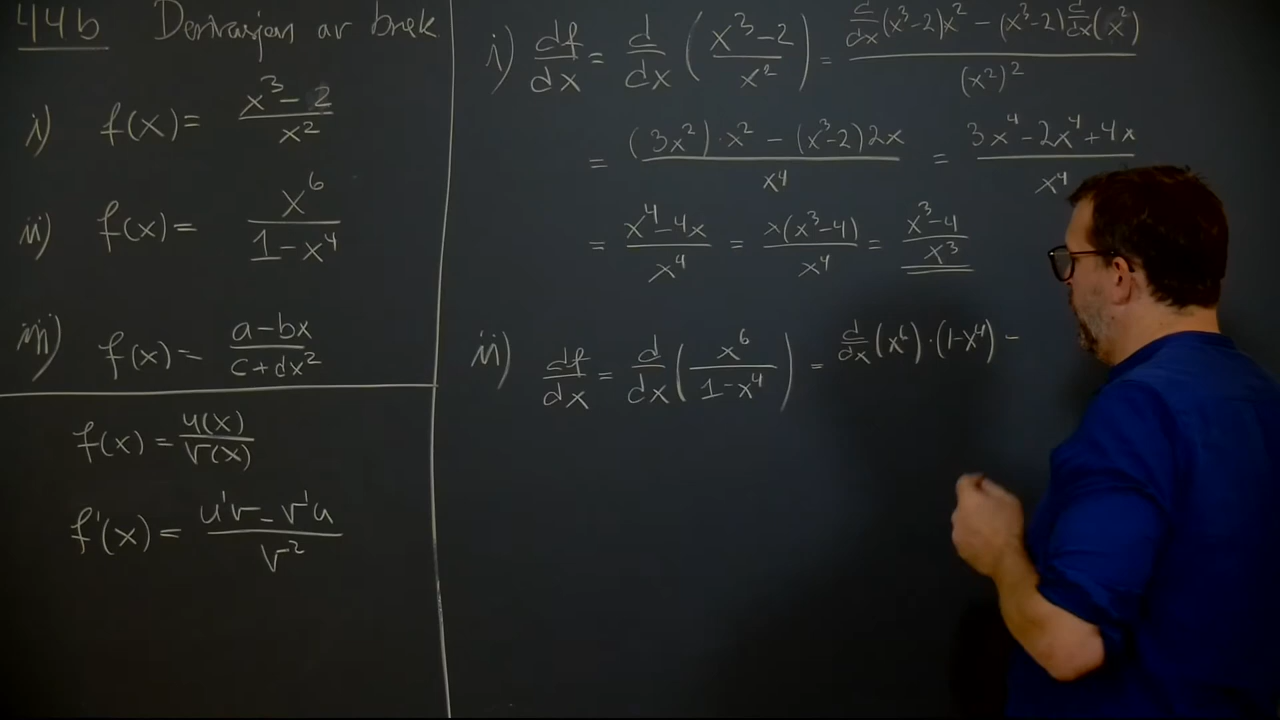 44b Derivasjon av brøk
i) f(x) = (x³ - 2)/x²
ii) f(x) = x⁶/(1 - x⁴)
iii) f(x) = (a - bx)/(c + dx²)
f(x) = u(x)/v(x)
f'(x) = (u'v - v'u)/v²
i) df/dx = d/dx ((x³-2)/x²) = (d/dx(x³-2)x² - (x³-2)d/dx(x²))/(x²)²
= ((3x²)·x² - (x³-2)2x)/x⁴ = (3x⁴ - 2x⁴ + 4x)/x⁴
= (x⁴ - 4x)/x⁴ = x(x³-4)/x⁴ = (x³-4)/x³
ii) df/dx = d/dx (x⁶/(1-x⁴)) = d/dx(x⁶)·(1-x⁴) -